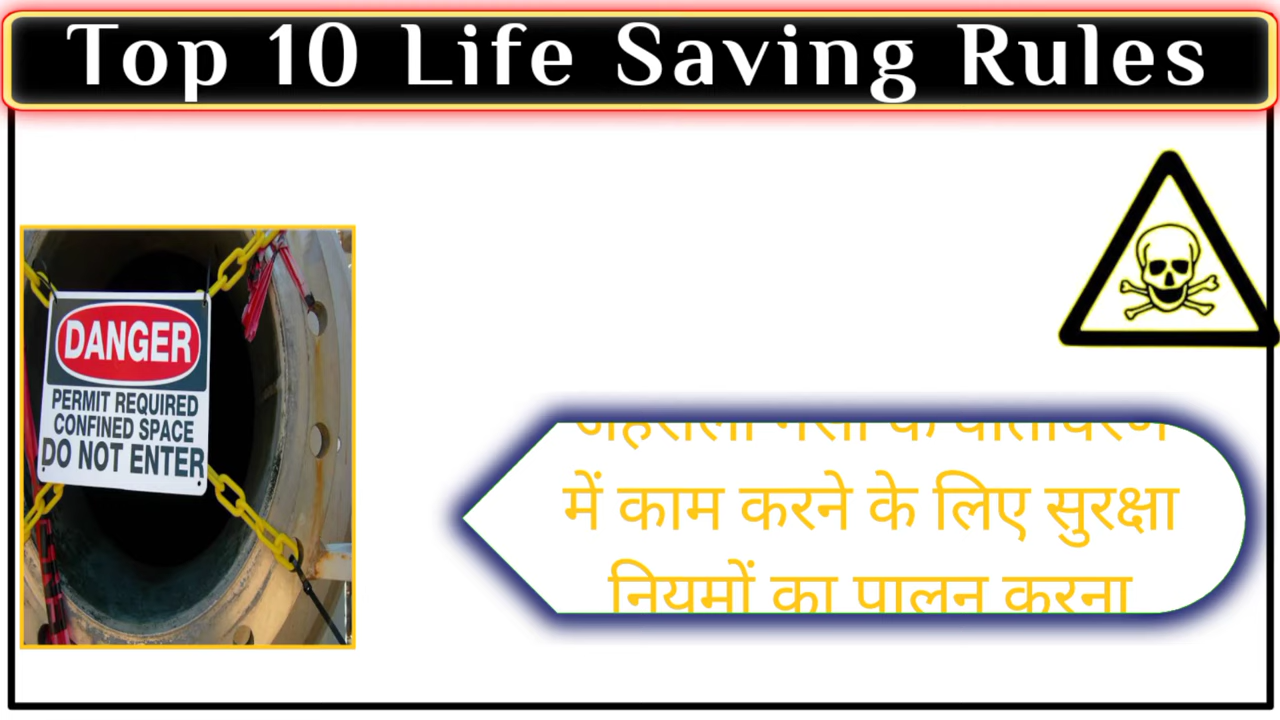 Top 10 Life Saving Rules
DANGER
PERMIT REQUIRED
CONFINED SPACE
DO NOT ENTER
में काम करने के लिए सुरक्षा
नियमों का पालन करना